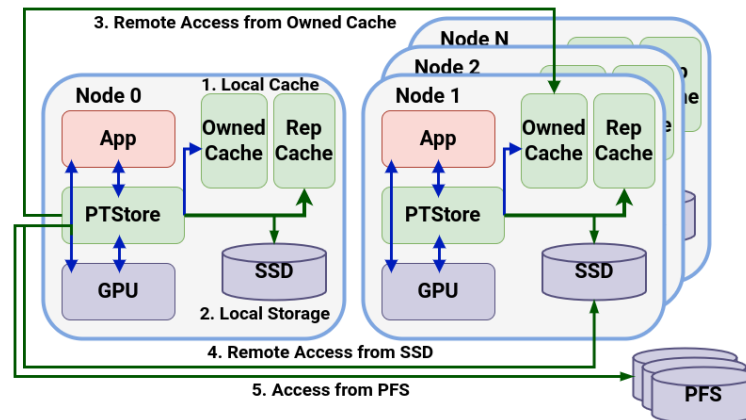 3. Remote Access from Owned Cache
Node N
Node 2
Node 0
1. Local Cache
Node 1
App
Owned
Cache
Rep
Cache
App
Owned
Cache
Rep
Cache
PTStore
PTStore
GPU
SSD
GPU
SSD
2. Local Storage
4. Remote Access from SSD
5. Access from PFS
PFS